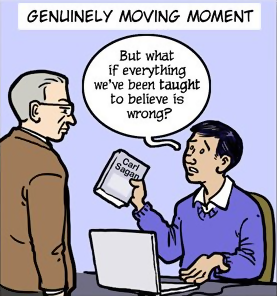 GENUINELY MOVING MOMENT
But what
if everything
we've been taught
to believe is
wrong?
Carl
Sagan